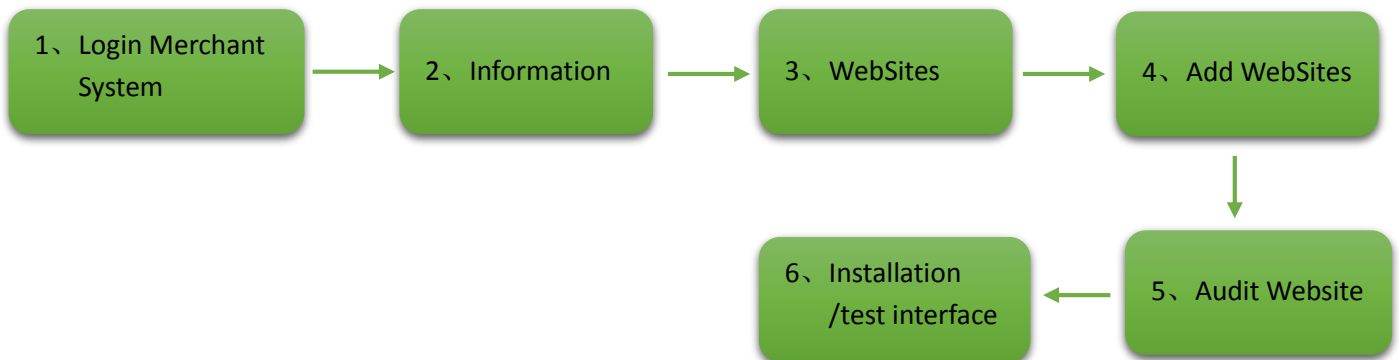 1、Login Merchant
System
2、Information
3、WebSites
4、Add WebSites
5、Audit Website
6、Installation
/test interface